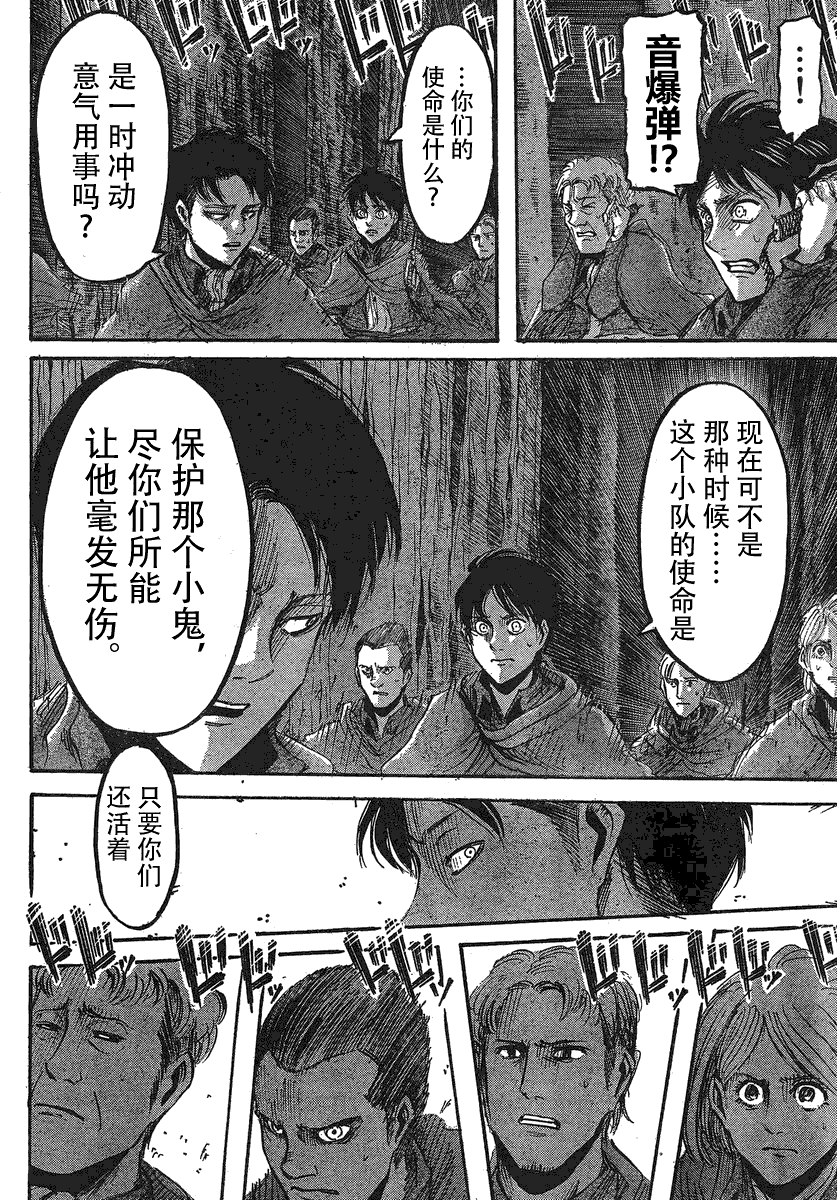 …!
音爆弹!?
…你们的
使命是什么?
是一时冲动
意气用事吗?
现在可不是
那种时候……
这个小队的使命是
保护那个小鬼,
尽你们所能
让他毫发无伤。
只要你们
还活着